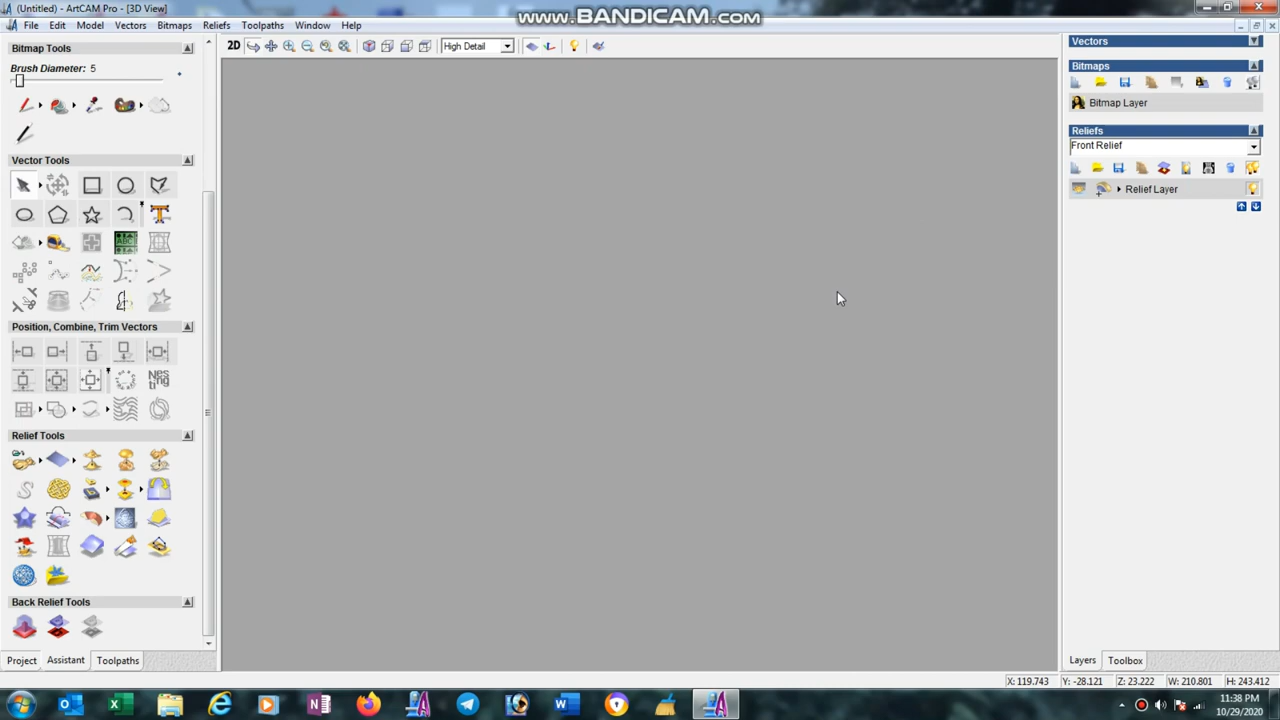 (Untitled) - ArtCAM Pro - [3D View]
www.BANDICAM.com
File Edit Model Vectors Bitmaps Reliefs Toolpaths Window Help
Bitmap Tools
Brush Diameter: 5
Vector Tools
Position, Combine, Trim Vectors
Relief Tools
Back Relief Tools
Project Assistant Toolpaths
2D High Detail
Vectors
Bitmaps
Bitmap Layer
Reliefs
Front Relief
Relief Layer
Layers Toolbox
X: 119.743 Y: -28.121 Z: 23.222 W: 210.801 H: 243.412
11:38 PM
10/29/2020